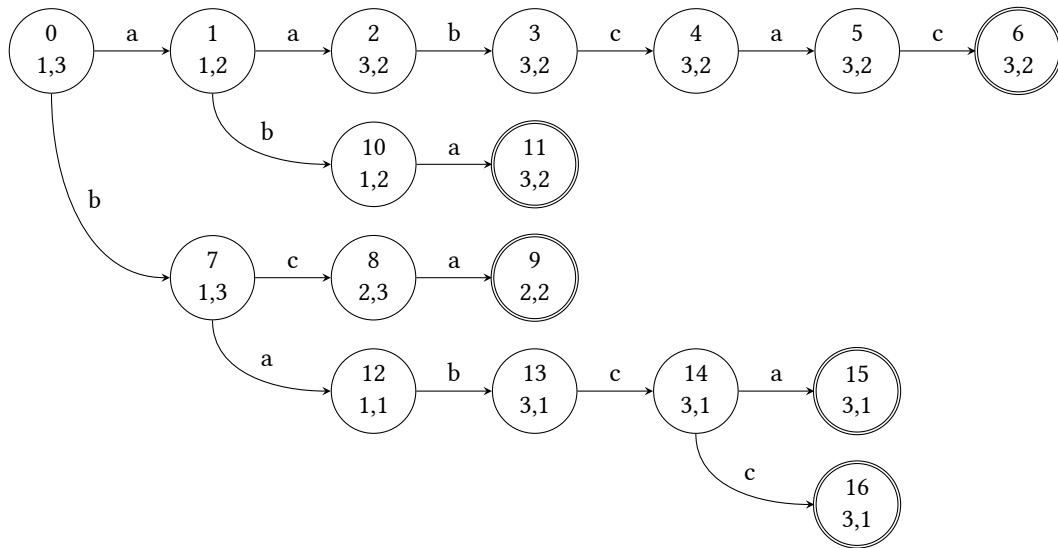 0 a 1 a 2 b 3 c 4 a 5 c 6
1,3 1,2 3,2 3,2 3,2 3,2 3,2
b 10 a 11
1,2 3,2
b
7 c 8 a 9
1,3 2,3 2,2
a 12 b 13 c 14 a 15
1,1 3,1 3,1 3,1
c 16
3,1